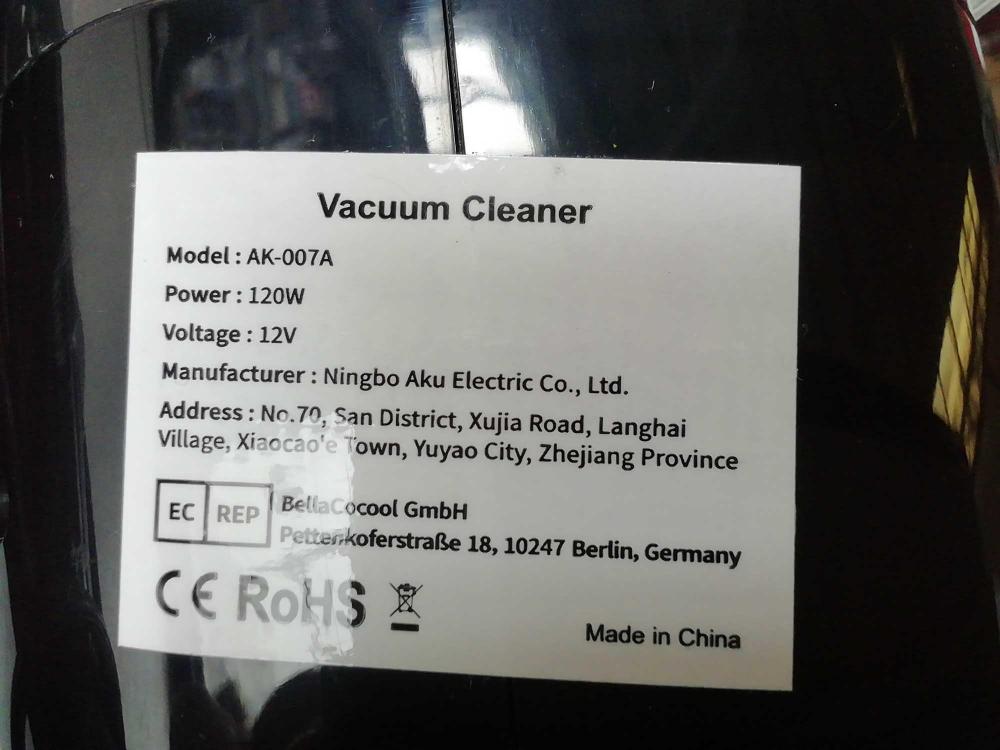 Vacuum Cleaner
Model : AK-007A
Power : 120W
Voltage : 12V
Manufacturer : Ningbo Aku Electric Co., Ltd.
Address : No.70, San District, Xujia Road, Langhai
Village, Xiaocao'e Town, Yuyao City, Zhejiang Province
EC REP BellaCocool GmbH
Pettenkoferstraße 18, 10247 Berlin, Germany
CE RoHS
Made in China